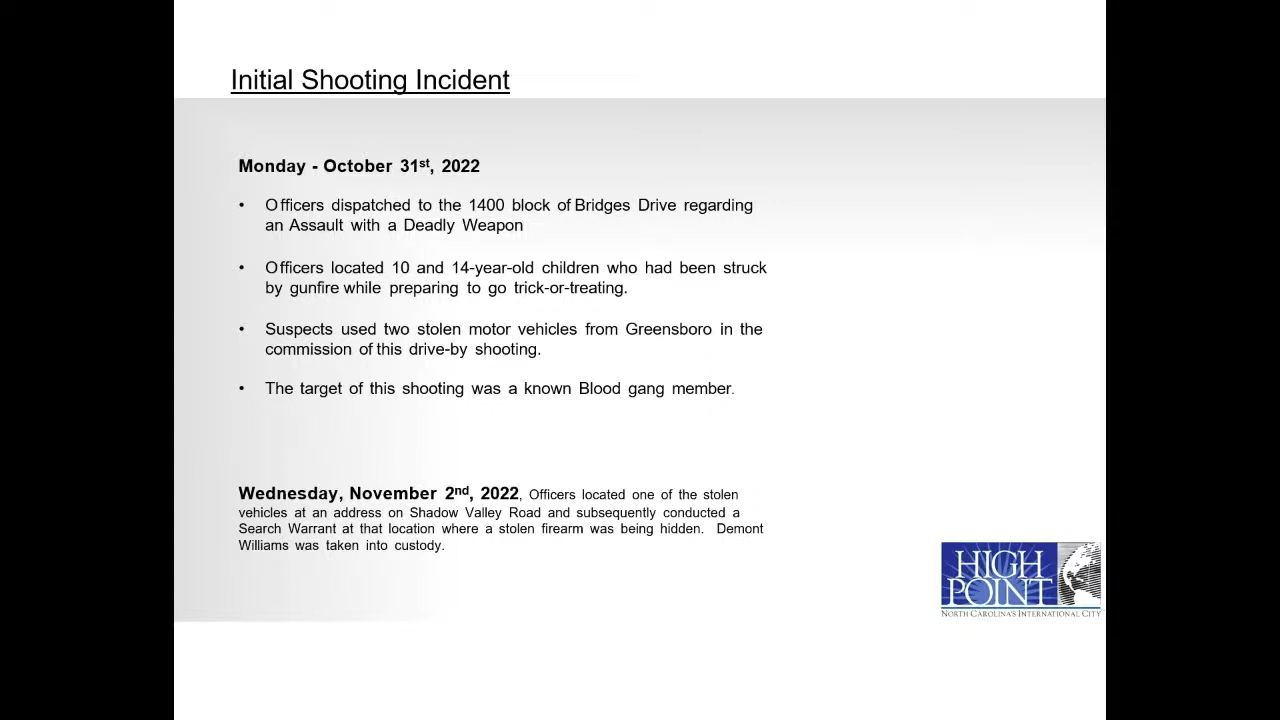 Initial Shooting Incident
Monday - October 31st, 2022
• Officers dispatched to the 1400 block of Bridges Drive regarding
an Assault with a Deadly Weapon
• Officers located 10 and 14-year-old children who had been struck
by gunfire while preparing to go trick-or-treating.
• Suspects used two stolen motor vehicles from Greensboro in the
commission of this drive-by shooting.
• The target of this shooting was a known Blood gang member.
Wednesday, November 2nd, 2022, Officers located one of the stolen
vehicles at an address on Shadow Valley Road and subsequently conducted a
Search Warrant at that location where a stolen firearm was being hidden. Demont
Williams was taken into custody.
HIGH
POINT
NORTH CAROLINA'S INTERNATIONAL CITY